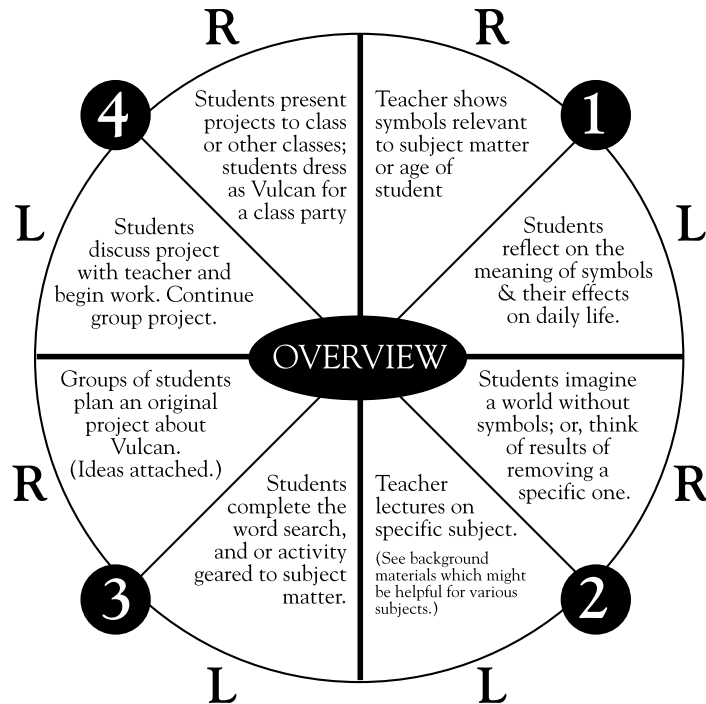 R
R
4
1
Students present
projects to class
or other classes;
students dress
as Vulcan for
a class party
Teacher shows
symbols relevant
to subject matter
or age of
student
L
L
Students
discuss project
with teacher and
begin work. Continue
group project.
Students
reflect on the
meaning of symbols
& their effects
on daily life.
OVERVIEW
Groups of students
plan an original
project about
Vulcan.
(Ideas attached.)
Students imagine
a world without
symbols; or, think
of results of
removing a
specific one.
R
R
Students
complete the
word search,
and or activity
geared to subject
matter.
Teacher
lectures on
specific subject.
(See background
materials which might
be helpful for various
subjects.)
3
2
L
L